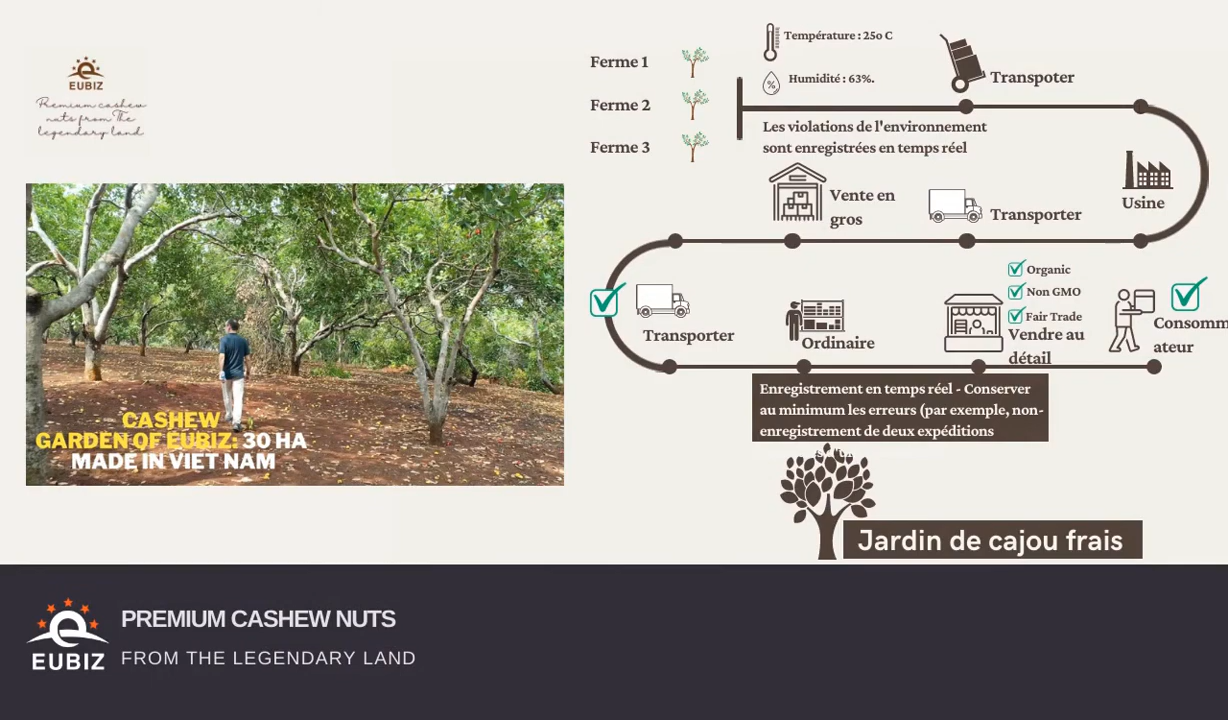 EUBIZ
Premium cashew
nuts from The
legendary land
CASHEW
GARDEN OF EUBIZ: 30 HA
MADE IN VIET NAM
Ferme 1
Ferme 2
Ferme 3
Température : 25o C
%
Humidité : 63%.
Transpoter
Les violations de l'environnement
sont enregistrées en temps réel
Usine
Vente en
gros
Transporter
Transporter
Ordinaire
Organic
Non GMO
Fair Trade
Vendre au
détail
Consomm
ateur
Enregistrement en temps réel - Conserver
au minimum les erreurs (par exemple, non-
enregistrement de deux expéditions
Jardin de cajou frais
EUBIZ
PREMIUM CASHEW NUTS
FROM THE LEGENDARY LAND